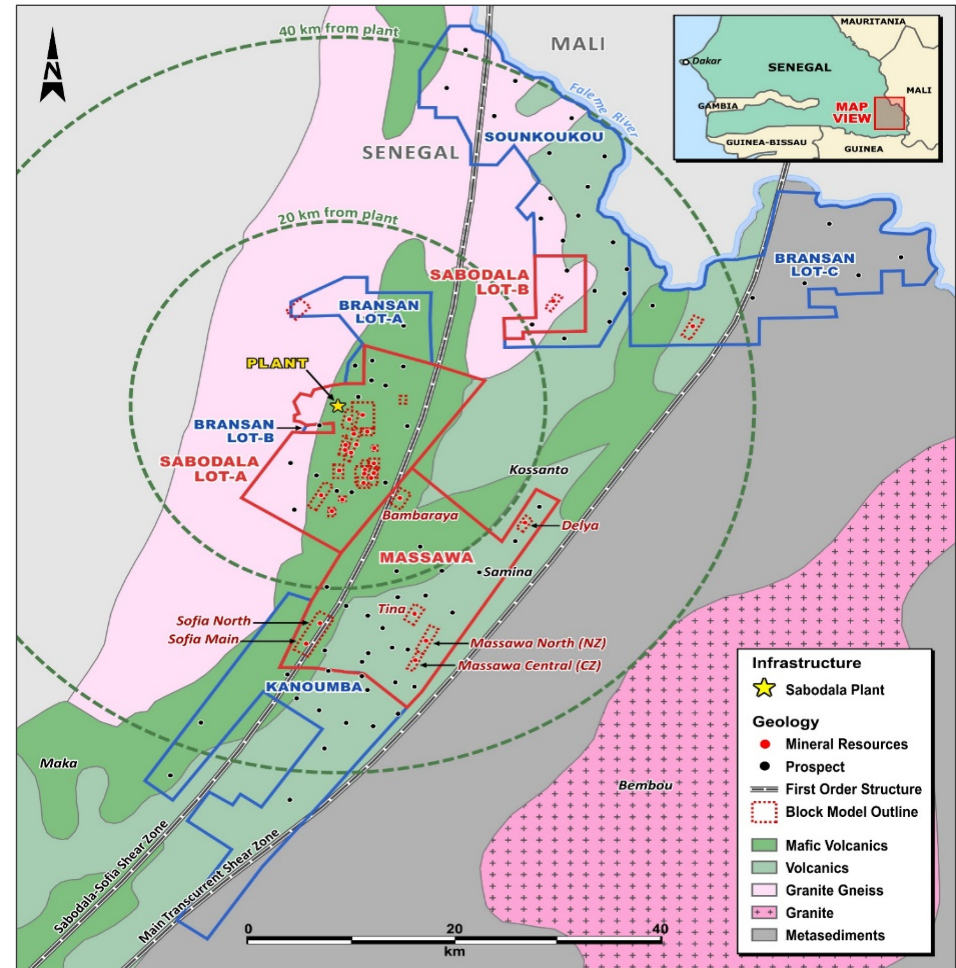 40 km from plant
MALI
N
SENEGAL
Faleme River
SOUNKOUKOU
MAURITANIA
Dakar
SENEGAL
MALI
GAMBIA
MAP
VIEW
GUINEA-BISSAU
GUINEA
20 km from plant
SABODALA
LOT-B
BRANSAN
LOT-C
BRANSAN
LOT-A
PLANT
BRANSAN
LOT-B
SABODALA
LOT-A
Kossanto
Bambaraya
Delya
MASSAWA
Samina
Tina
Sofia North
Sofia Main
Massawa North (NZ)
Massawa Central (CZ)
KANOUMBA
Maka
Bembou
Sabodala-Sofia Shear Zone
Main Transcurrent Shear Zone
0 20 40
km
Infrastructure
Sabodala Plant
Geology
Mineral Resources
Prospect
First Order Structure
Block Model Outline
Mafic Volcanics
Volcanics
Granite Gneiss
Granite
Metasediments